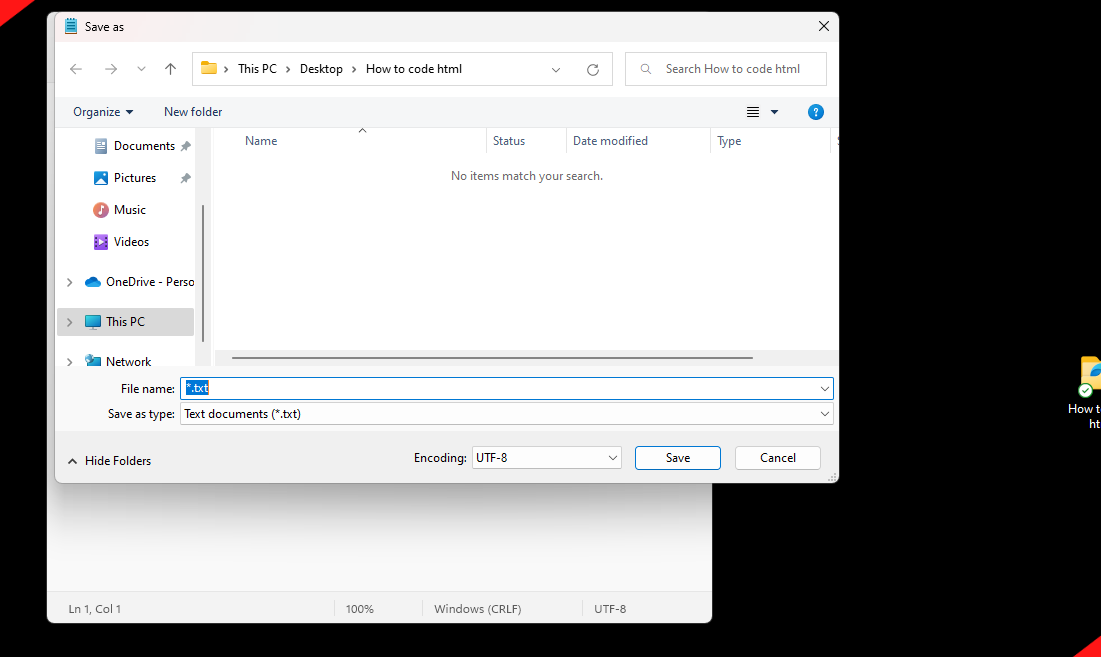 Save as
This PC > Desktop > How to code html
Search How to code html
Organize
New folder
?
Name
Status
Date modified
Type
No items match your search.
Documents
Pictures
Music
Videos
OneDrive - Perso
This PC
Network
File name: *.txt
Save as type: Text documents (*.txt)
Hide Folders
Encoding: UTF-8
Save
Cancel
How t
ht
Ln 1, Col 1
100%
Windows (CRLF)
UTF-8